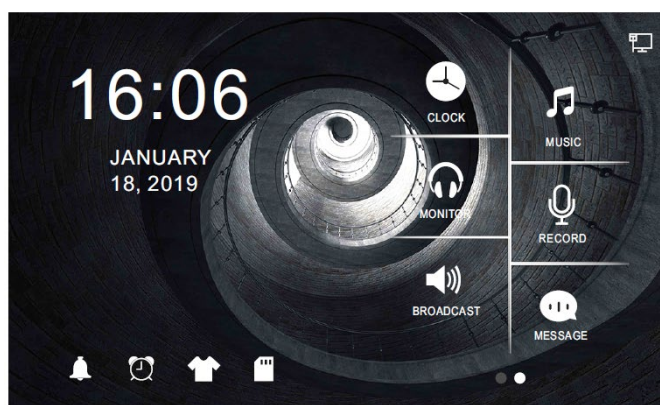 16:06
JANUARY
18, 2019
CLOCK
MUSIC
MONITOR
RECORD
BROADCAST
MESSAGE